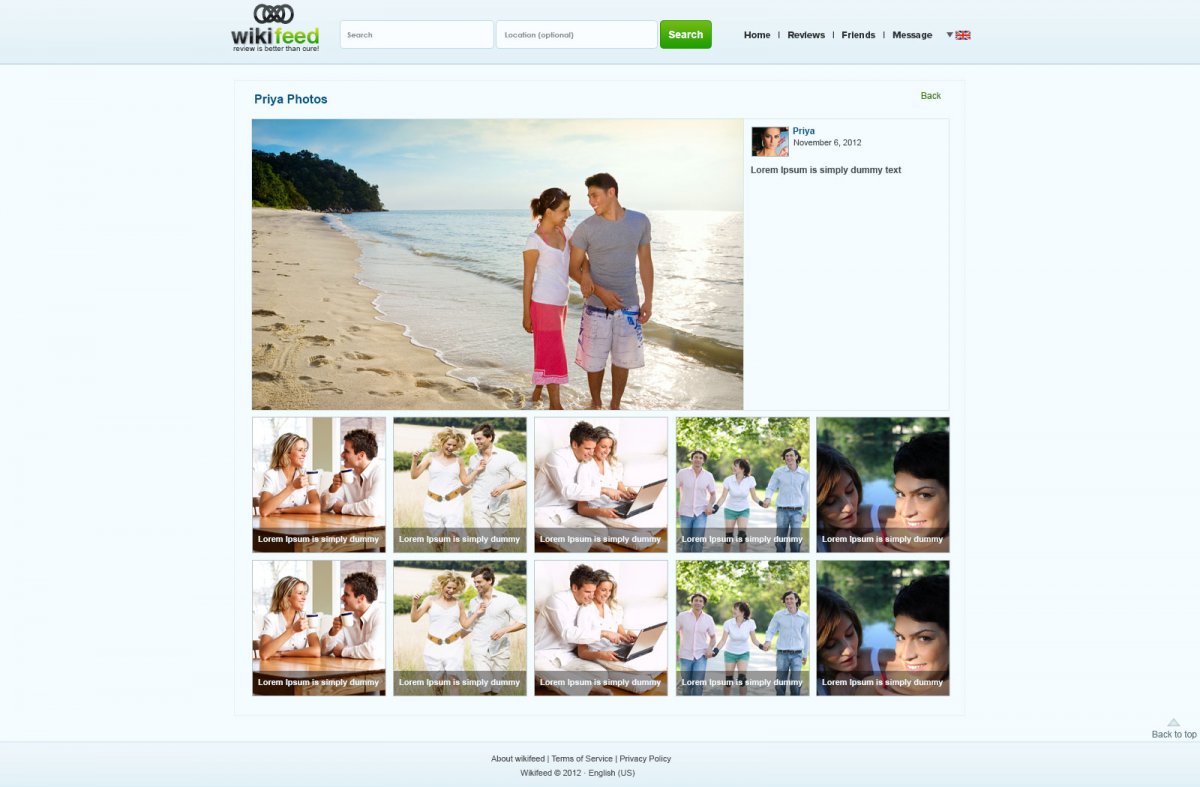 wikifeed
review is better than cure!
Search
Location (optional)
Search
Home | Reviews | Friends | Message
Priya Photos
Back
Priya
November 6, 2012
Lorem Ipsum is simply dummy text
Lorem Ipsum is simply dummy
Lorem Ipsum is simply dummy
Lorem Ipsum is simply dummy
Lorem Ipsum is simply dummy
Lorem Ipsum is simply dummy
Lorem Ipsum is simply dummy
Lorem Ipsum is simply dummy
Lorem Ipsum is simply dummy
Lorem Ipsum is simply dummy
Lorem Ipsum is simply dummy
Back to top
About wikifeed | Terms of Service | Privacy Policy
Wikifeed © 2012 · English (US)